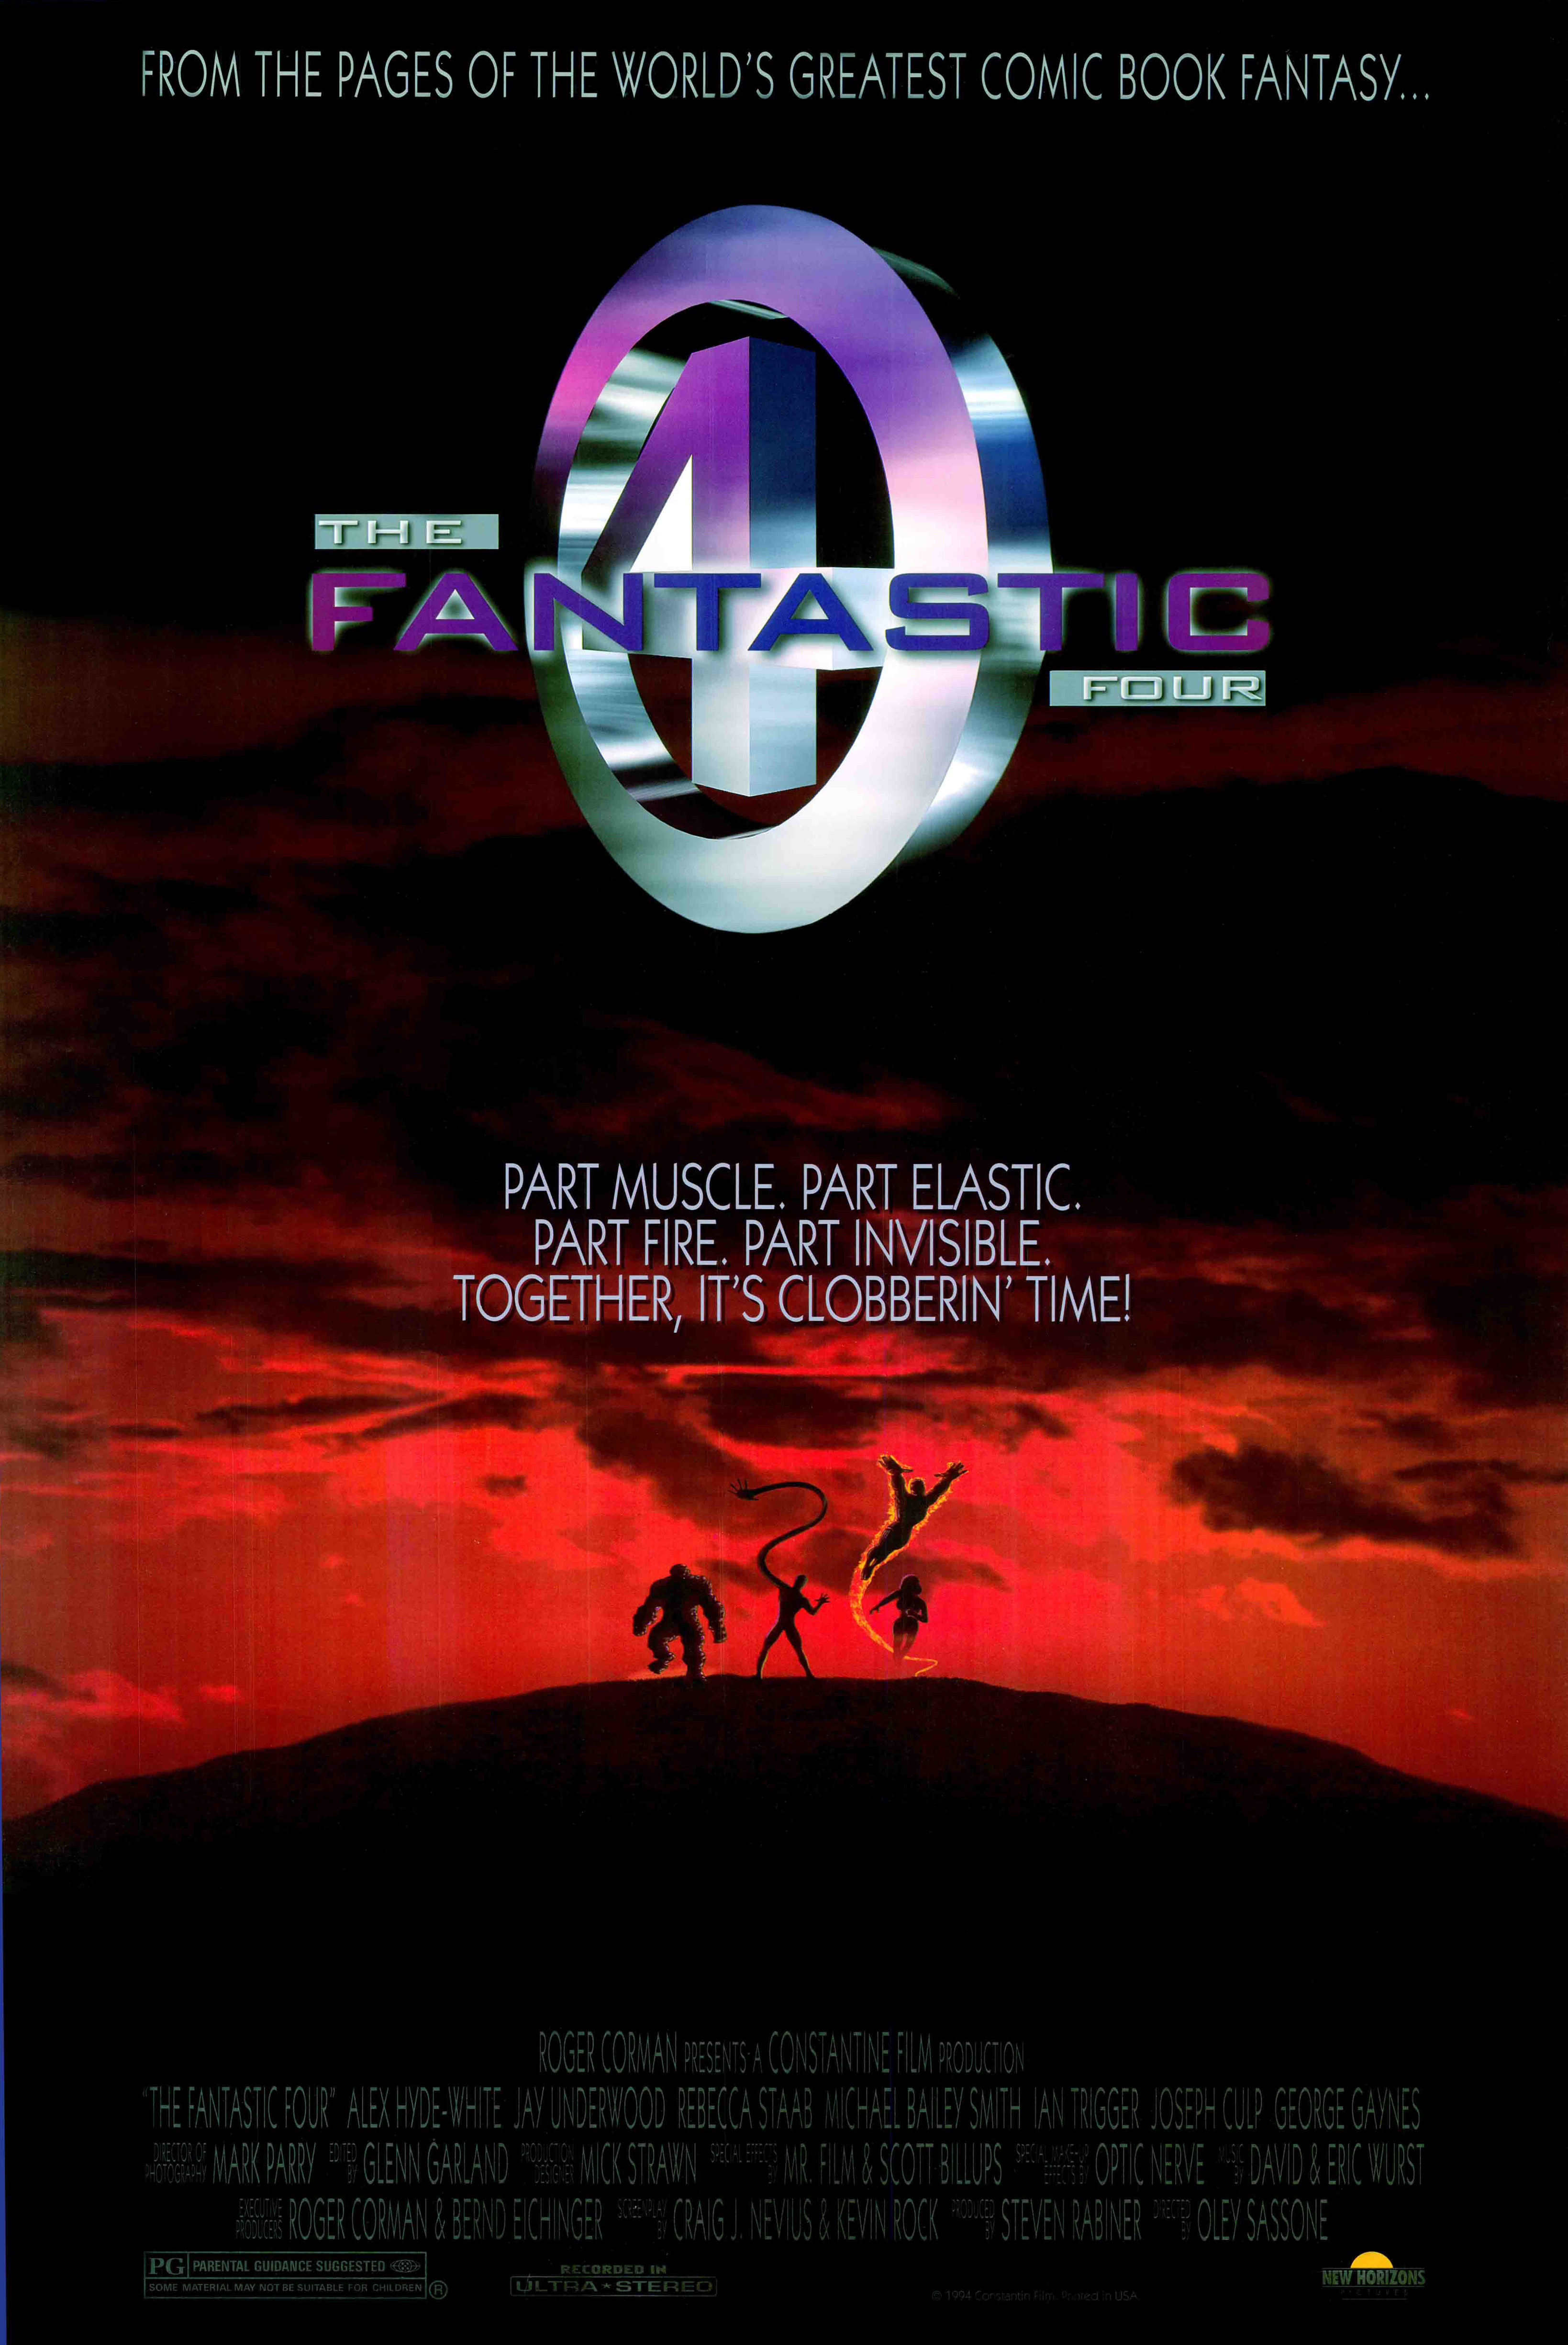 FROM THE PAGES OF THE WORLD'S GREATEST COMIC BOOK FANTASY...
4
THE
FANTASTIC
FOUR
PART MUSCLE. PART ELASTIC.
PART FIRE. PART INVISIBLE.
TOGETHER, IT'S CLOBBERIN' TIME!
ROGER CORMAN PRESENTS A CONSTANTINE FILM PRODUCTION
"THE FANTASTIC FOUR" ALEX HYDE-WHITE JAY UNDERWOOD REBECCA STAAB MICHAEL BAILEY SMITH IAN TRIGGER JOSEPH CULP GEORGE GAYNES
DIRECTOR OF PHOTOGRAPHY MARK PARRY EDITED BY GLENN GARLAND PRODUCTION DESIGNER MICK STRAWN SPECIAL EFFECTS BY MR. FILM & SCOTT BILLUPS SPECIAL MAKE-UP EFFECTS BY OPTIC NERVE MUSIC BY DAVID & ERIC WURST
EXECUTIVE PRODUCERS ROGER CORMAN & BERND EICHINGER SCREENPLAY BY CRAIG J. NEVIUS & KEVIN ROCK PRODUCED BY STEVEN RABINER DIRECTED BY OLEY SASSONE
PG PARENTAL GUIDANCE SUGGESTED
SOME MATERIAL MAY NOT BE SUITABLE FOR CHILDREN ®
RECORDED IN
ULTRA★STEREO
© 1994 Constantin Film. Printed in USA
NEW HORIZONS
PICTURES